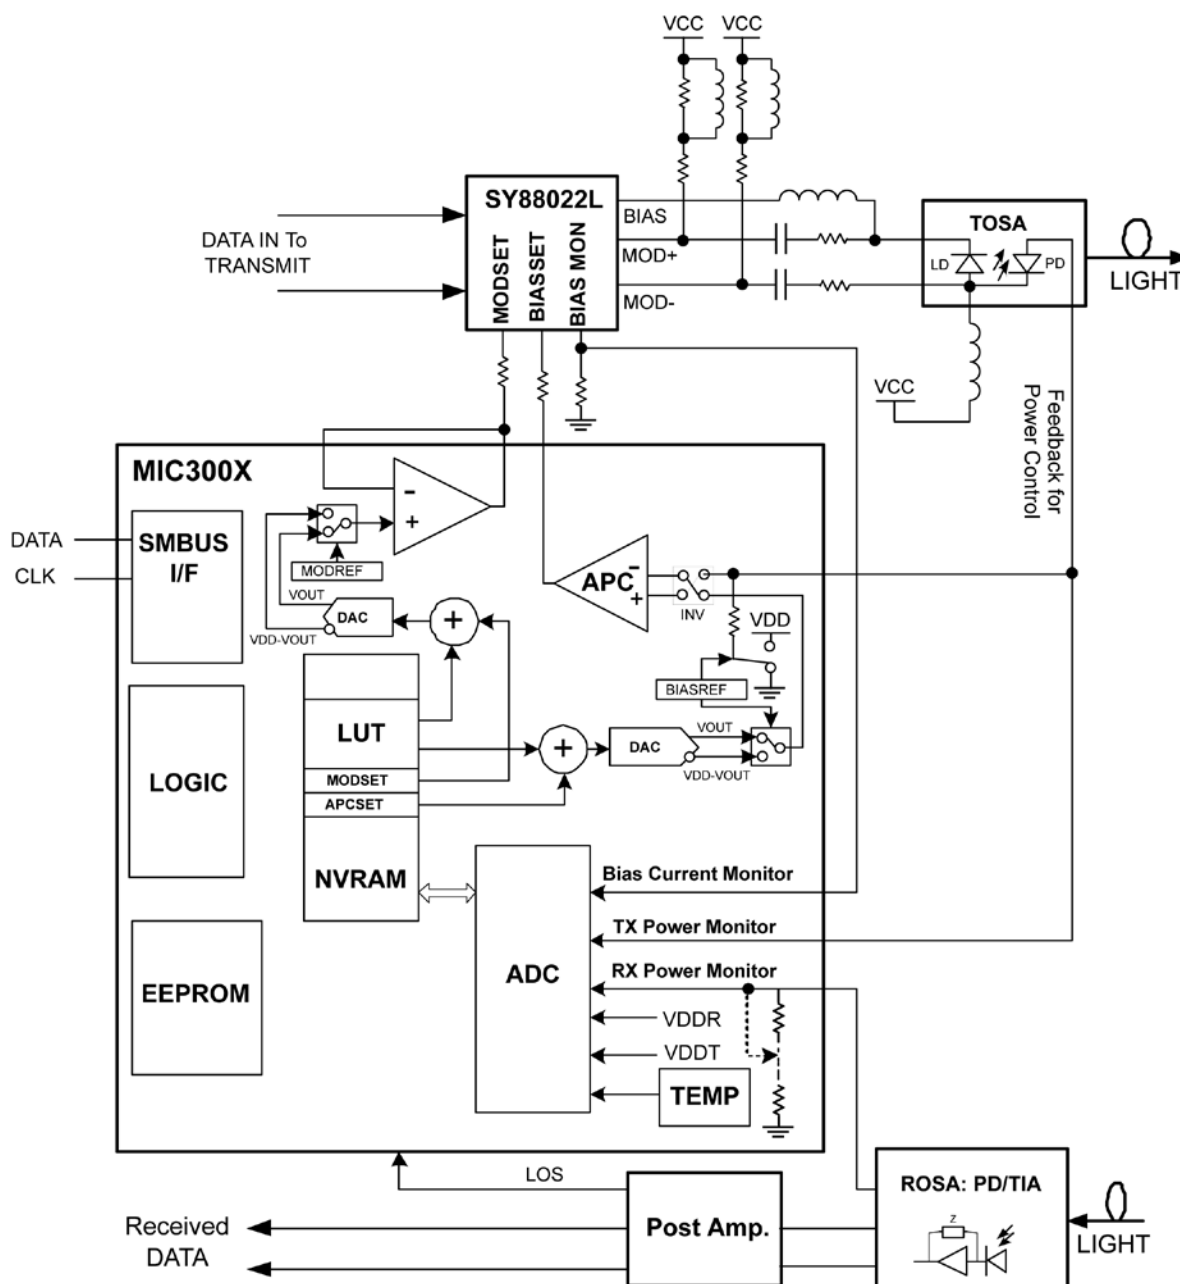 VCC
VCC
SY88022L
MODSET
BIASSET
BIAS MON
BIAS
MOD+
MOD-
DATA IN To
TRANSMIT
TOSA
LD
PD
LIGHT
VCC
Feedback for
Power Control
MIC300X
DATA
CLK
SMBUS
I/F
-
+
MODREF
VOUT
DAC
VDD-VOUT
+
APC
-
+
INV
VDD
BIASREF
LUT
MODSET
APCSET
NVRAM
+
DAC
VOUT
VDD-VOUT
LOGIC
EEPROM
ADC
Bias Current Monitor
TX Power Monitor
RX Power Monitor
VDDR
VDDT
TEMP
LOS
Received
DATA
Post Amp.
ROSA: PD/TIA
Z
LIGHT